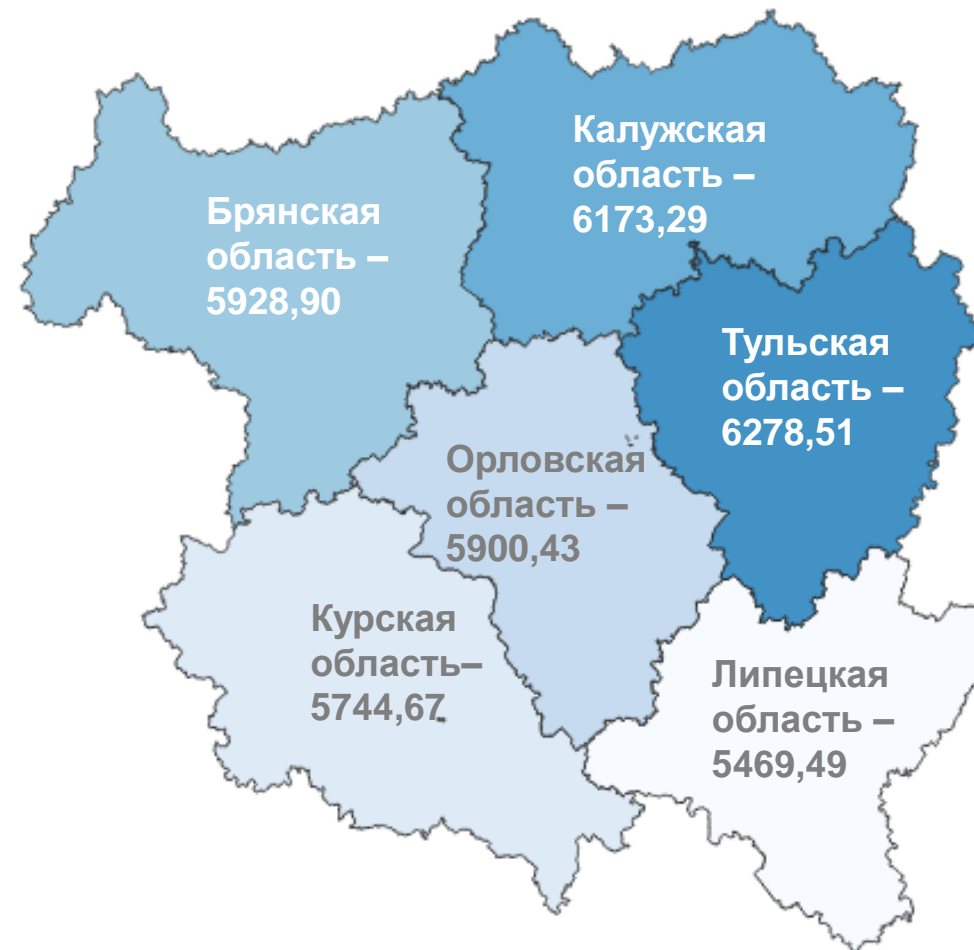 Калужская
область –
6173,29
Брянская
область –
5928,90
Тульская
область –
6278,51
Орловская
область –
5900,43
Курская
область–
5744,67
Липецкая
область –
5469,49